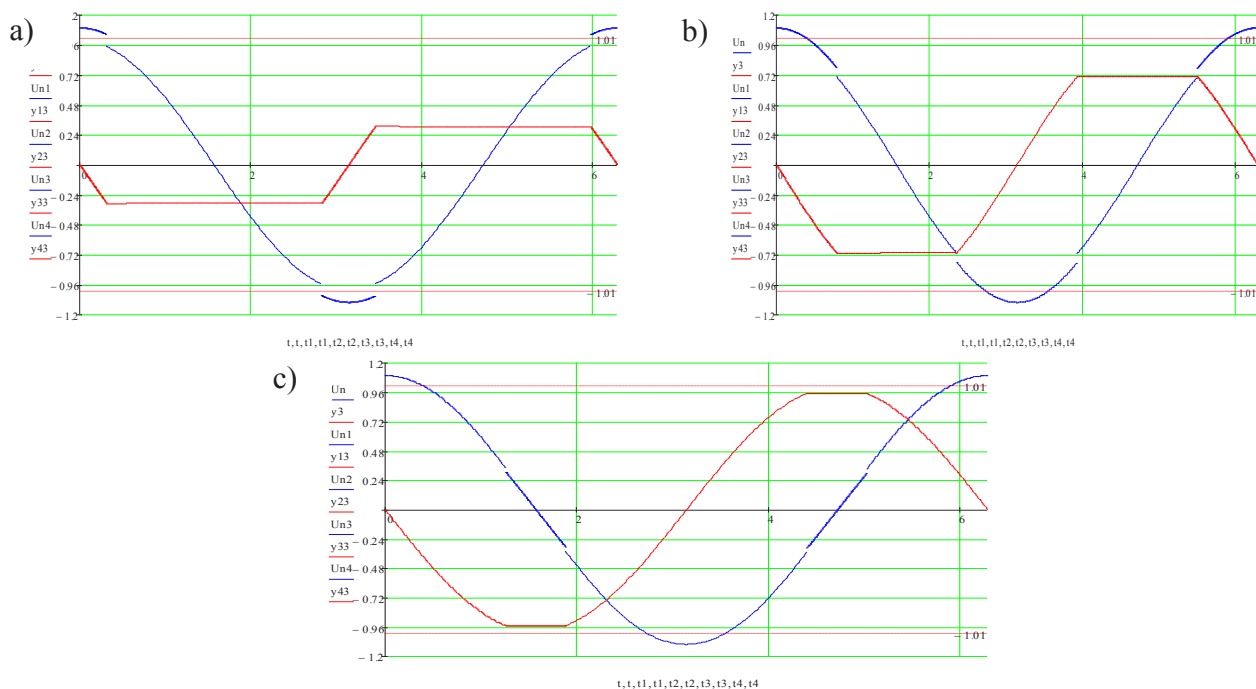 a)
.2
.6
0.72
0.48
0.24
− 0.24
− 0.48
− 0.72
− 0.96
− 1.2
Un1
y13
Un2
y23
Un3
y33
Un4
y43
0
2
4
6
1.01
− 1.01
t,t,t1,t1,t2,t2,t3,t3,t4,t4
b)
1.2
0.96
0.72
0.48
0.24
− 0.24
− 0.48
− 0.72
− 0.96
− 1.2
Un
y3
Un1
y13
Un2
y23
Un3
y33
Un4
y43
0
2
4
6
1.01
− 1.01
t,t,t1,t1,t2,t2,t3,t3,t4,t4
c)
1.2
0.96
0.72
0.48
0.24
− 0.24
− 0.48
− 0.72
− 0.96
− 1.2
Un
y3
Un1
y13
Un2
y23
Un3
y33
Un4
y43
0
2
4
6
1.01
− 1.01
t,t,t1,t1,t2,t2,t3,t3,t4,t4